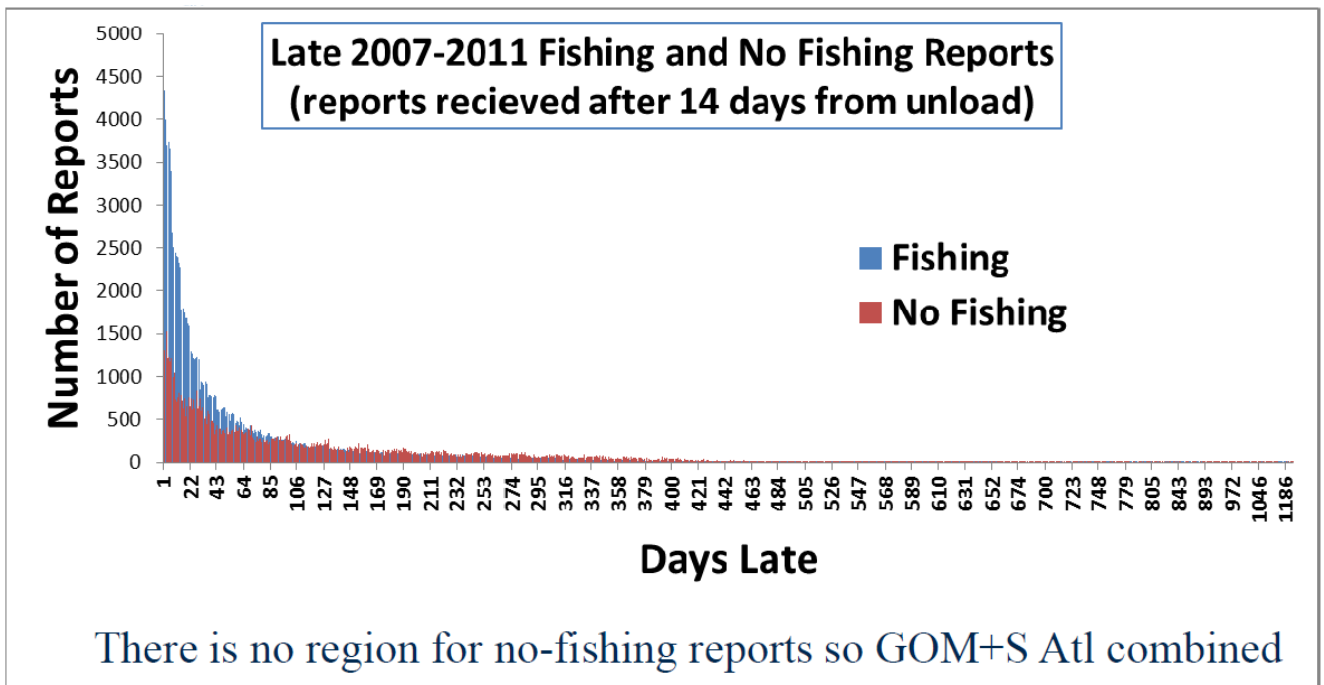 Late 2007-2011 Fishing and No Fishing Reports
(reports recieved after 14 days from unload)
Number of Reports
5000
4500
4000
3500
3000
2500
2000
1500
1000
500
0
Fishing
No Fishing
1 22 43 64 85 106 127 148 169 190 211 232 253 274 295 316 337 358 379 400 421 442 463 484 505 526 547 568 589 610 631 652 674 700 723 748 779 805 843 893 972 1046 1186
Days Late
There is no region for no-fishing reports so GOM+S Atl combined